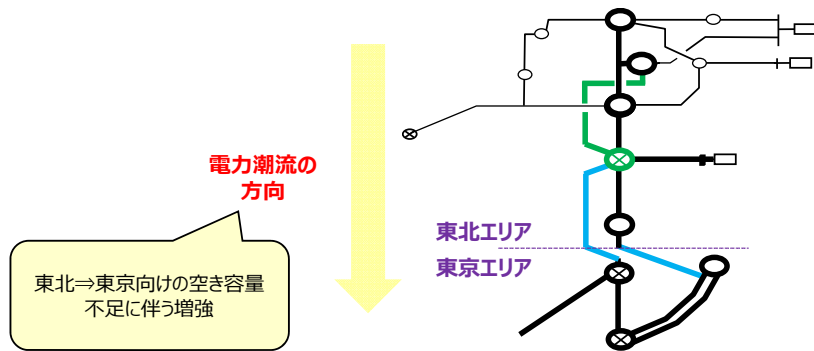 電力潮流の
方向
東北エリア
東京エリア
東北⇒東京向けの空き容量
不足に伴う増強